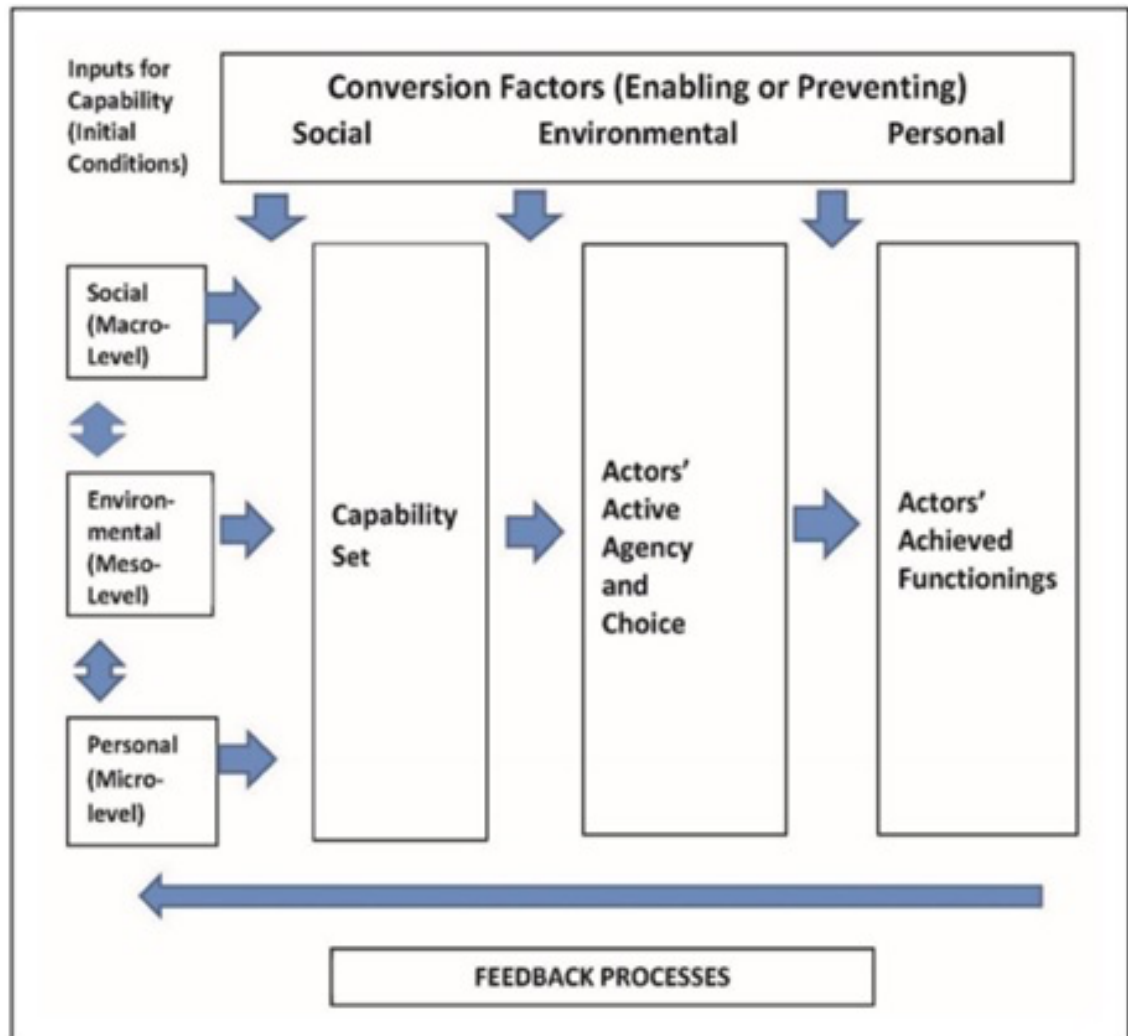 Inputs for
Capability
(Initial
Conditions)
Conversion Factors (Enabling or Preventing)
Social Environmental Personal
Social
(Macro-
Level)
Environ-
mental
(Meso-
Level)
Personal
(Micro-
level)
Capability
Set
Actors’
Active
Agency
and
Choice
Actors’
Achieved
Functionings
FEEDBACK PROCESSES